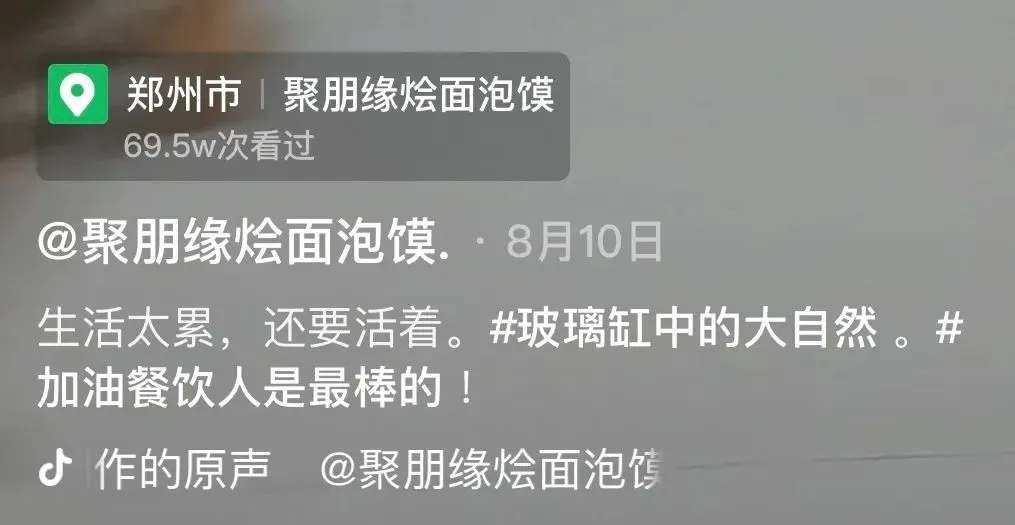 郑州市 | 聚朋缘烩面泡馍
69.5w次看过
@聚朋缘烩面泡馍. · 8月10日
生活太累，还要活着。#玻璃缸中的大自然 。#
加油餐饮人是最棒的！
作的原声 @聚朋缘烩面泡馍